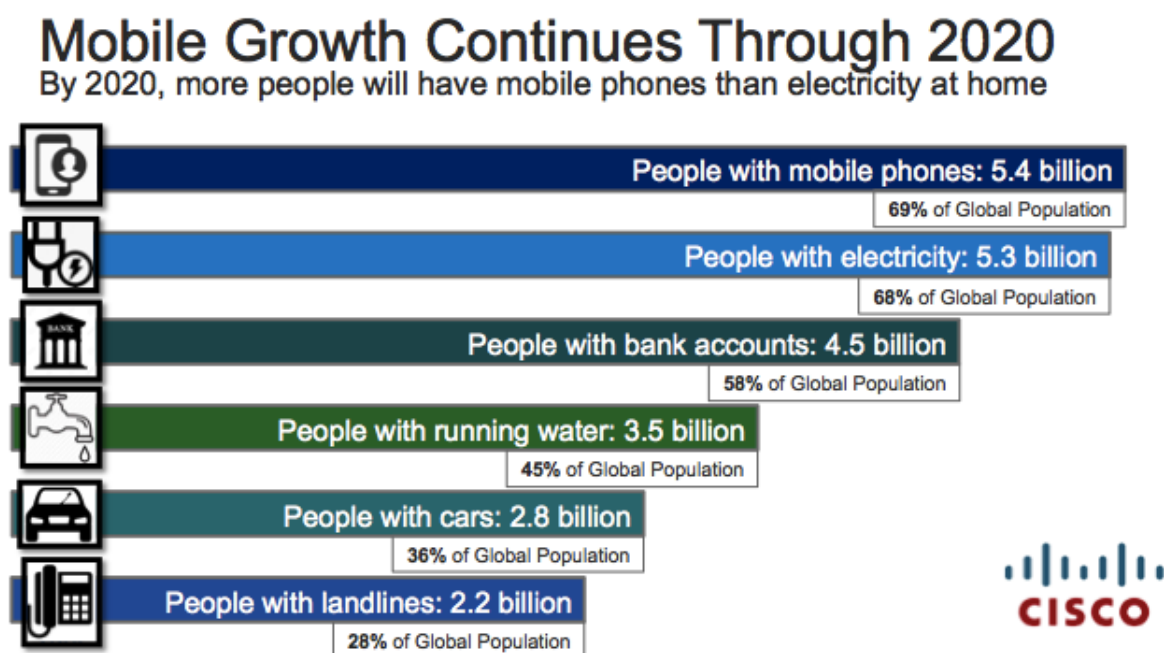 Mobile Growth Continues Through 2020
By 2020, more people will have mobile phones than electricity at home
People with mobile phones: 5.4 billion
69% of Global Population
People with electricity: 5.3 billion
68% of Global Population
BANK
People with bank accounts: 4.5 billion
58% of Global Population
People with running water: 3.5 billion
45% of Global Population
People with cars: 2.8 billion
36% of Global Population
People with landlines: 2.2 billion
28% of Global Population
CISCO